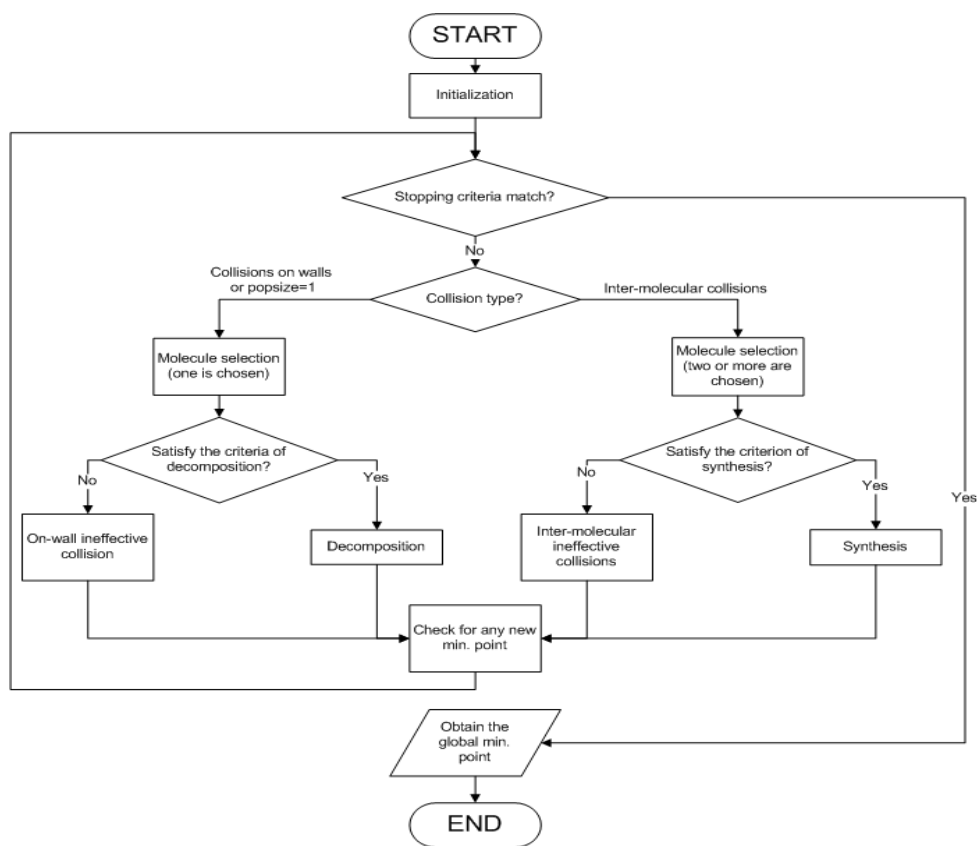 START
Initialization
Stopping criteria match?
No
Yes
Collisions on walls
or popsize=1
Collision type?
Inter-molecular collisions
Molecule selection
(one is chosen)
Molecule selection
(two or more are
chosen)
Satisfy the criteria of
decomposition?
No
Yes
Satisfy the criterion of
synthesis?
No
Yes
On-wall ineffective
collision
Decomposition
Inter-molecular
ineffective
collisions
Synthesis
Check for any new
min. point
Obtain the
global min.
point
END